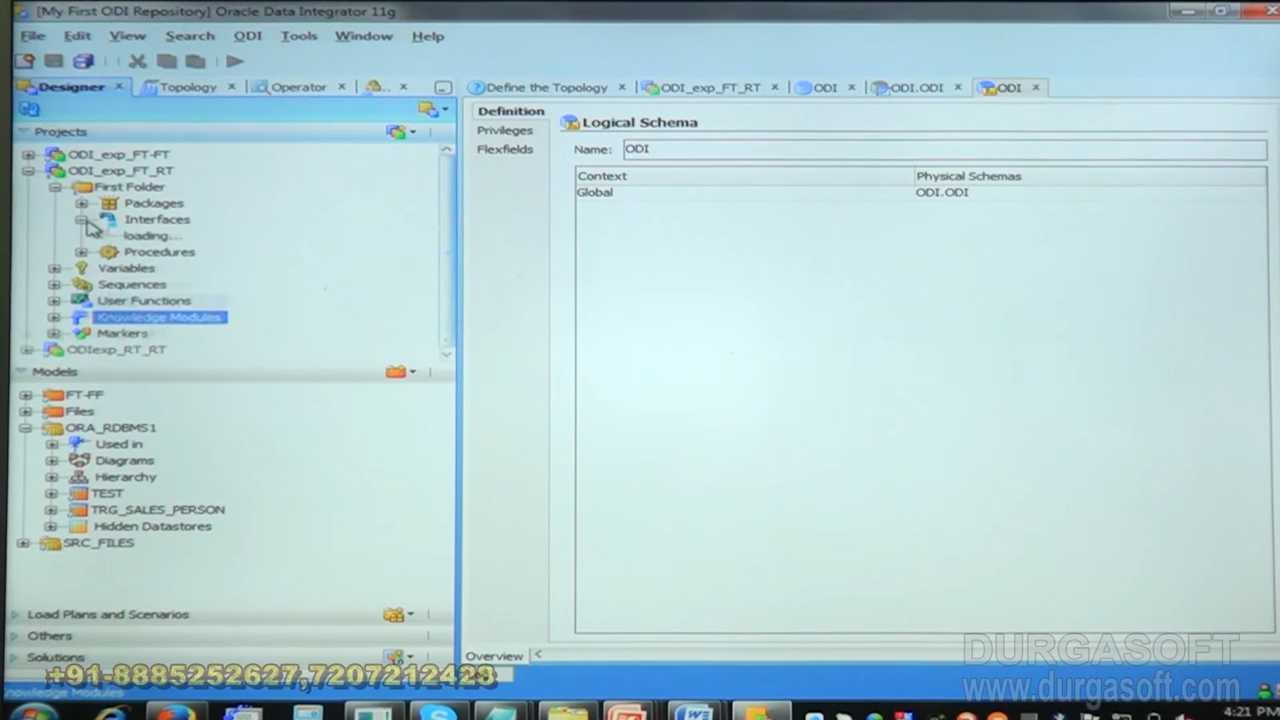 [My First ODI Repository] Oracle Data Integrator 11g
File Edit View Search ODI Tools Window Help
Designer Topology Operator Define the Topology ODI_exp_FT_RT ODI ODI.ODI ODI
Projects
ODI_exp_FT-FT
ODI_exp_FT_RT
First Folder
Packages
Interfaces
loading...
Procedures
Variables
Sequences
User Functions
Knowledge Modules
Markers
ODIexp_RT_RT
Models
FT-FF
Files
ORA_RDBMS1
Used in
Diagrams
Hierarchy
TEST
TRG_SALES_PERSON
Hidden Datastores
SRC_FILES
Load Plans and Scenarios
Others
Solutions
Definition
Privileges
Flexfields
Logical Schema
Name: ODI
Context Physical Schemas
Global ODI.ODI
Overview
+91-8885252627,7207212428
Knowledge Modules
DURGASOFT
www.durgasoft.com
4:21 PM